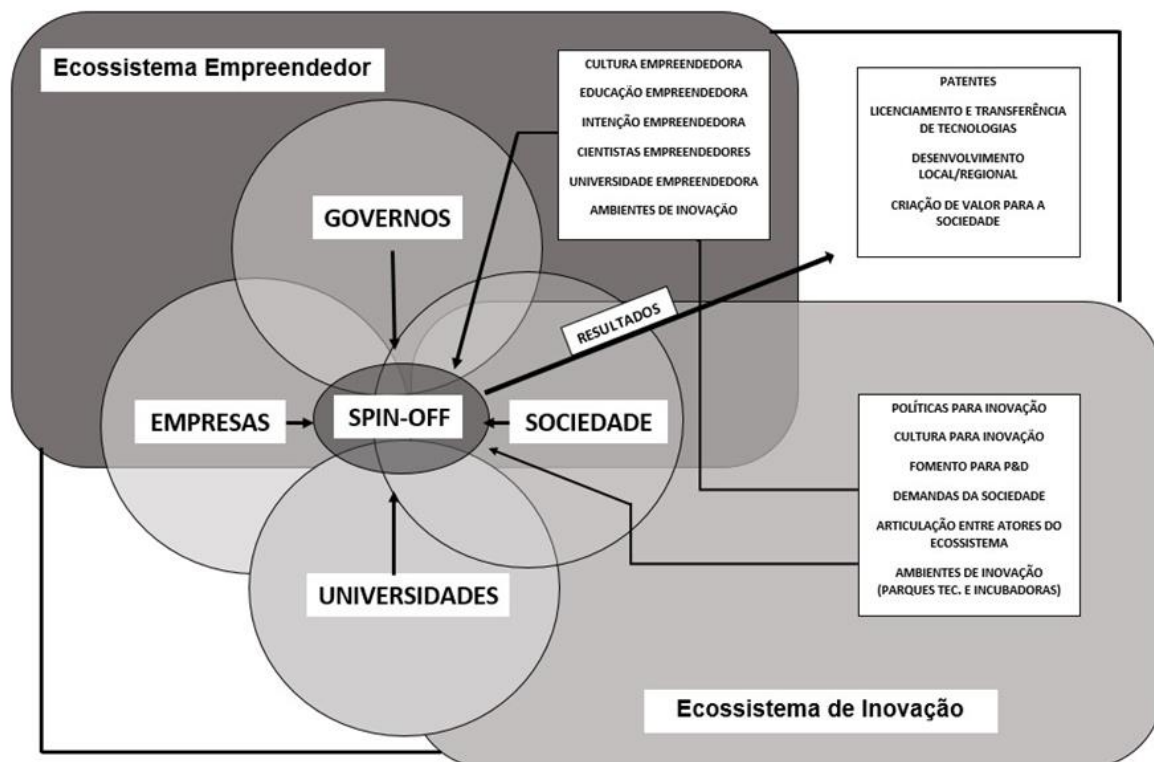 Ecossistema Empreendedor
CULTURA EMPREENDEDORA
EDUCAÇÃO EMPREENDEDORA
INTENÇÃO EMPREENDEDORA
CIENTISTAS EMPREENDEDORES
UNIVERSIDADE EMPREENDEDORA
AMBIENTES DE INOVAÇÃO
PATENTES
LICENCIAMENTO E TRANSFERÊNCIA
DE TECNOLOGIAS
DESENVOLVIMENTO
LOCAL/REGIONAL
CRIAÇÃO DE VALOR PARA A
SOCIEDADE
GOVERNOS
RESULTADOS
EMPRESAS
SPIN-OFF
SOCIEDADE
UNIVERSIDADES
POLÍTICAS PARA INOVAÇÃO
CULTURA PARA INOVAÇÃO
FOMENTO PARA P&D
DEMANDAS DA SOCIEDADE
ARTICULAÇÃO ENTRE ATORES DO
ECOSSISTEMA
AMBIENTES DE INOVAÇÃO
(PARQUES TEC. E INCUBADORAS)
Ecossistema de Inovação